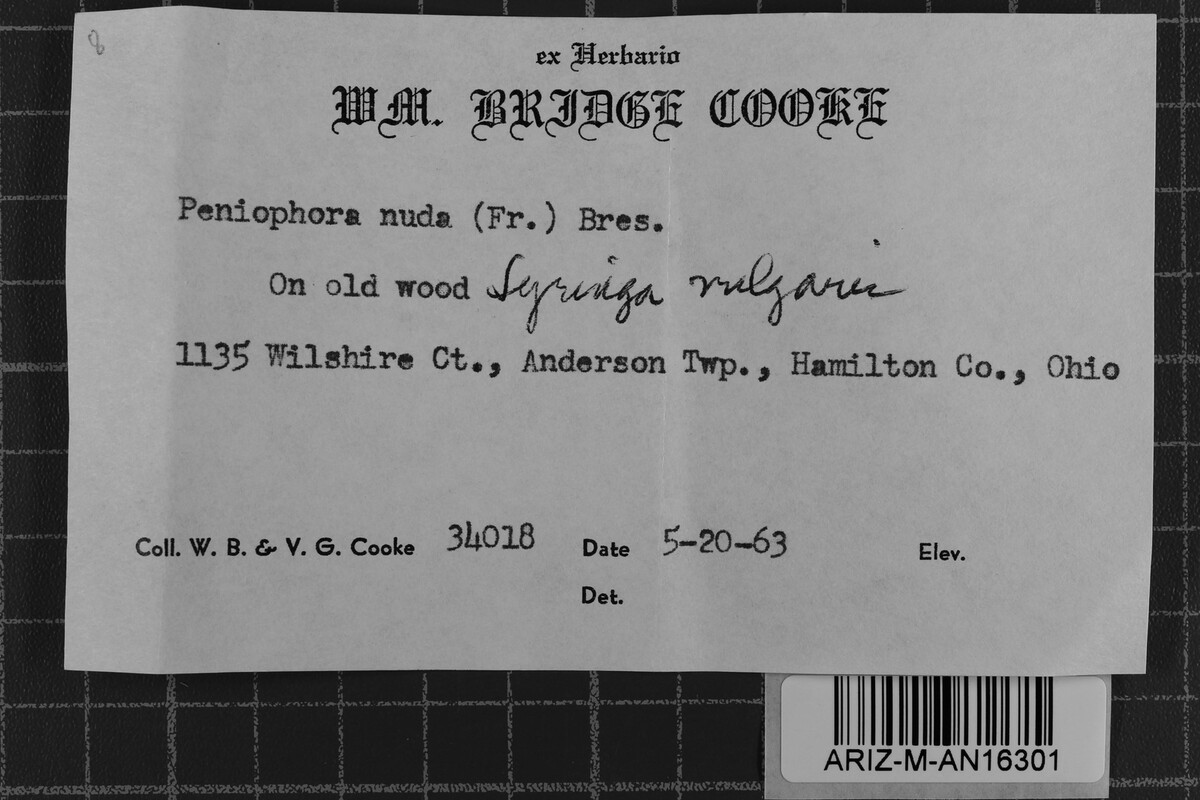 8
ex Herbario
WM. BRIDGE COOKE
Peniophora nuda (Fr.) Bres.
On old wood Syringa vulgaris
1135 Wilshire Ct., Anderson Twp., Hamilton Co., Ohio
Coll. W. B. & V. G. Cooke 34018 Date 5-20-63 Elev.
Det.
ARIZ-M-AN16301